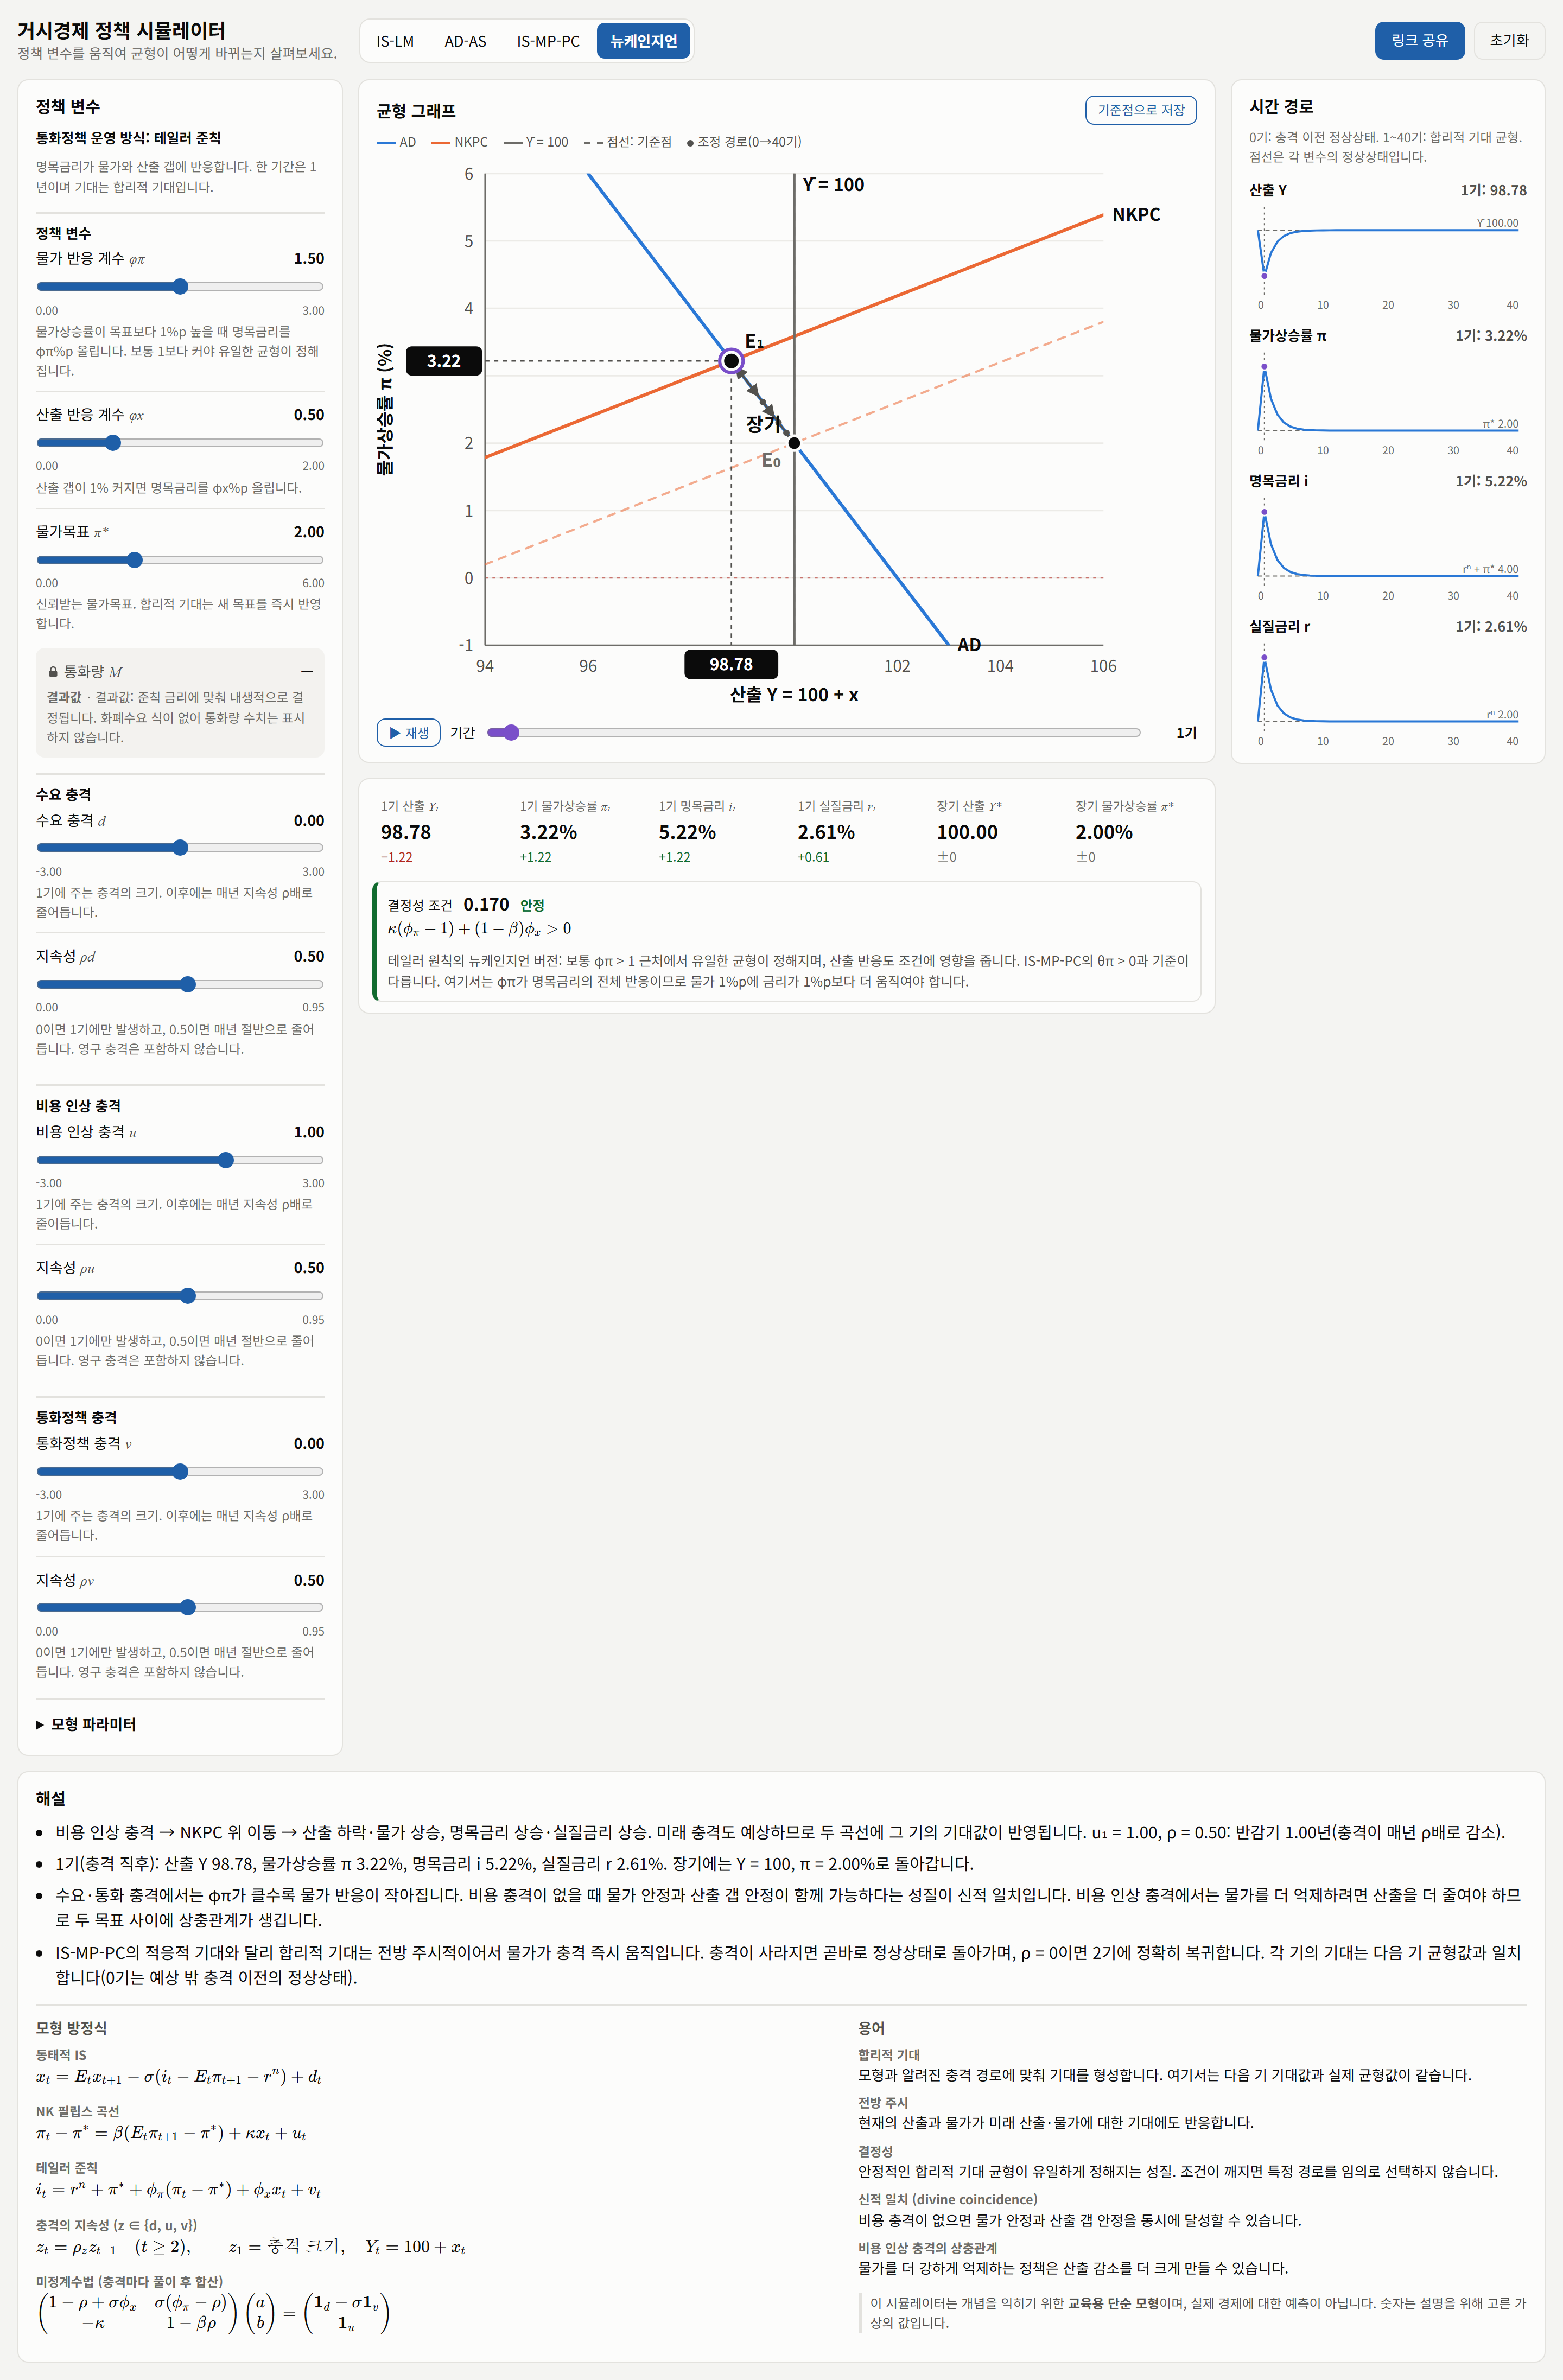 거시경제 정책 시뮬레이터
정책 변수를 움직여 균형이 어떻게 바뀌는지 살펴보세요.
IS-LM
AD-AS
IS-MP-PC
뉴케인지언
링크 공유
초기화
정책 변수
통화정책 운영 방식: 테일러 준칙
명목금리가 물가와 산출 갭에 반응합니다. 한 기간은 1
년이며 기대는 합리적 기대입니다.
정책 변수
물가 반응 계수 φπ 1.50
0.00 3.00
물가상승률이 목표보다 1%p 높을 때 명목금리를
φπ%p 올립니다. 보통 1보다 커야 유일한 균형이 정해
집니다.
산출 반응 계수 φx 0.50
0.00 2.00
산출 갭이 1% 커지면 명목금리를 φx%p 올립니다.
물가목표 π* 2.00
0.00 6.00
신뢰받는 물가목표. 합리적 기대는 새 목표를 즉시 반영
합니다.
통화량 M —
결과값 · 결과값: 준칙 금리에 맞춰 내생적으로 결
정됩니다. 화폐수요 식이 없어 통화량 수치는 표시
하지 않습니다.
수요 충격
수요 충격 d 0.00
-3.00 3.00
1기에 주는 충격의 크기. 이후에는 매년 지속성 ρ배로
줄어듭니다.
지속성 ρd 0.50
0.00 0.95
0이면 1기에만 발생하고, 0.5이면 매년 절반으로 줄어
듭니다. 영구 충격은 포함하지 않습니다.
비용 인상 충격
비용 인상 충격 u 1.00
-3.00 3.00
1기에 주는 충격의 크기. 이후에는 매년 지속성 ρ배로
줄어듭니다.
지속성 ρu 0.50
0.00 0.95
0이면 1기에만 발생하고, 0.5이면 매년 절반으로 줄어
듭니다. 영구 충격은 포함하지 않습니다.
통화정책 충격
통화정책 충격 v 0.00
-3.00 3.00
1기에 주는 충격의 크기. 이후에는 매년 지속성 ρ배로
줄어듭니다.
지속성 ρv 0.50
0.00 0.95
0이면 1기에만 발생하고, 0.5이면 매년 절반으로 줄어
듭니다. 영구 충격은 포함하지 않습니다.
▶ 모형 파라미터
균형 그래프
기준점으로 저장
AD NKPC Ȳ = 100 점선: 기준점 조정 경로(0→40기)
6
5
4
2
1
0
-1
물가상승률 π (%)
3.22
Ȳ = 100
NKPC
E₁
장기
E₀
AD
94 96 98.78 102 104 106
산출 Y = 100 + x
▶ 재생 기간 1기
1기 산출 Y₁
98.78
−1.22
1기 물가상승률 π₁
3.22%
+1.22
1기 명목금리 i₁
5.22%
+1.22
1기 실질금리 r₁
2.61%
+0.61
장기 산출 Y*
100.00
±0
장기 물가상승률 π*
2.00%
±0
결정성 조건 0.170 안정
κ(ϕπ − 1) + (1 − β)ϕx > 0
테일러 원칙의 뉴케인지언 버전: 보통 φπ > 1 근처에서 유일한 균형이 정해지며, 산출 반응도 조건에 영향을 줍니다. IS-MP-PC의 θπ > 0과 기준이
다릅니다. 여기서는 φπ가 명목금리의 전체 반응이므로 물가 1%p에 금리가 1%p보다 더 움직여야 합니다.
시간 경로
0기: 충격 이전 정상상태. 1~40기: 합리적 기대 균형.
점선은 각 변수의 정상상태입니다.
산출 Y 1기: 98.78
Ȳ 100.00
0 10 20 30 40
물가상승률 π 1기: 3.22%
π* 2.00
0 10 20 30 40
명목금리 i 1기: 5.22%
rⁿ + π* 4.00
0 10 20 30 40
실질금리 r 1기: 2.61%
rⁿ 2.00
0 10 20 30 40
해설
• 비용 인상 충격 → NKPC 위 이동 → 산출 하락·물가 상승, 명목금리 상승·실질금리 상승. 미래 충격도 예상하므로 두 곡선에 그 기의 기대값이 반영됩니다. u₁ = 1.00, ρ = 0.50: 반감기 1.00년(충격이 매년 ρ배로 감소).
• 1기(충격 직후): 산출 Y 98.78, 물가상승률 π 3.22%, 명목금리 i 5.22%, 실질금리 r 2.61%. 장기에는 Y = 100, π = 2.00%로 돌아갑니다.
• 수요·통화 충격에서는 φπ가 클수록 물가 반응이 작아집니다. 비용 충격이 없을 때 물가 안정과 산출 갭 안정이 함께 가능하다는 성질이 신적 일치입니다. 비용 인상 충격에서는 물가를 더 억제하려면 산출을 더 줄여야 하므
로 두 목표 사이에 상충관계가 생깁니다.
• IS-MP-PC의 적응적 기대와 달리 합리적 기대는 전방 주시적이어서 물가가 충격 즉시 움직입니다. 충격이 사라지면 곧바로 정상상태로 돌아가며, ρ = 0이면 2기에 정확히 복귀합니다. 각 기의 기대는 다음 기 균형값과 일치
합니다(0기는 예상 밖 충격 이전의 정상상태).
모형 방정식
동태적 IS
xₜ = Eₜxₜ₊₁ − σ(iₜ − Eₜπₜ₊₁ − rⁿ) + dₜ
NK 필립스 곡선
πₜ − π* = β(Eₜπₜ₊₁ − π*) + κxₜ + uₜ
테일러 준칙
iₜ = rⁿ + π* + ϕπ(πₜ − π*) + ϕxxₜ + vₜ
충격의 지속성 (z ∈ {d, u, v})
zₜ = ρzzₜ₋₁ (t ≥ 2), z₁ = 충격 크기, Yₜ = 100 + xₜ
미정계수법 (충격마다 풀이 후 합산)
(1 − ρ + σϕx σ(ϕπ − ρ)) (a) = (1d − σ1v)
(−κ 1 − βρ) (b) (1u)
용어
합리적 기대
모형과 알려진 충격 경로에 맞춰 기대를 형성합니다. 여기서는 다음 기 기대값과 실제 균형값이 같습니다.
전방 주시
현재의 산출과 물가가 미래 산출·물가에 대한 기대에도 반응합니다.
결정성
안정적인 합리적 기대 균형이 유일하게 정해지는 성질. 조건이 깨지면 특정 경로를 임의로 선택하지 않습니다.
신적 일치 (divine coincidence)
비용 충격이 없으면 물가 안정과 산출 갭 안정을 동시에 달성할 수 있습니다.
비용 인상 충격의 상충관계
물가를 더 강하게 억제하는 정책은 산출 감소를 더 크게 만들 수 있습니다.
이 시뮬레이터는 개념을 익히기 위한 교육용 단순 모형이며, 실제 경제에 대한 예측이 아닙니다. 숫자는 설명을 위해 고른 가
상의 값입니다.